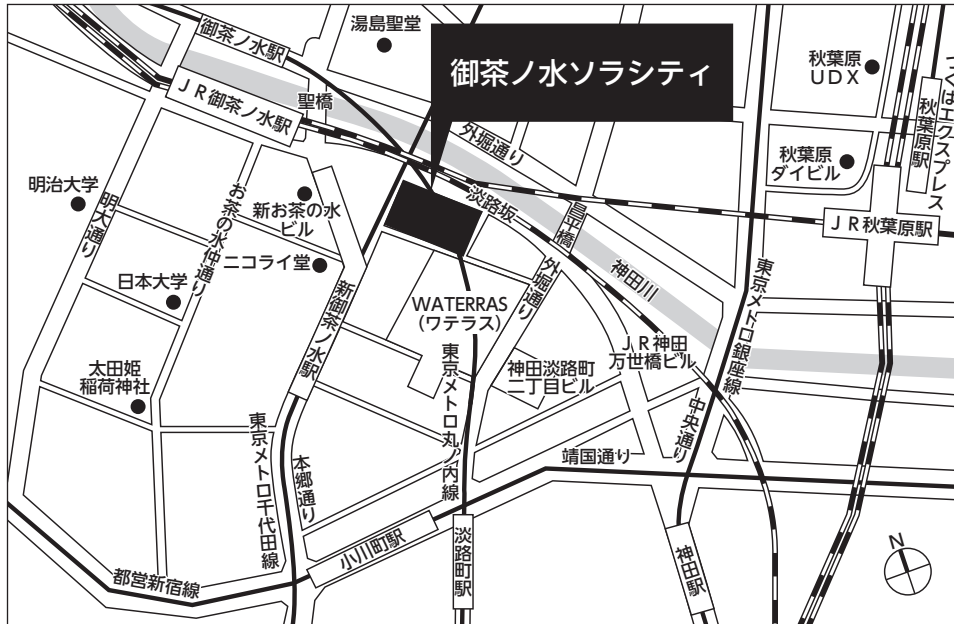 湯島聖堂
御茶ノ水駅
御茶ノ水ソラシティ
秋葉原
UDX
つくばエクスプレス
秋葉原駅
ＪＲ御茶ノ水駅
聖橋
外堀通り
秋葉原
ダイビル
明治大学
明大通り
お茶の水仲通り
新お茶の水
ビル
淡路坂
昌平橋
ＪＲ秋葉原駅
ニコライ堂
日本大学
新御茶ノ水駅
WATERRAS
（ワテラス）
外堀通り
神田川
東京メトロ銀座線
太田姫
稲荷神社
東京メトロ丸ノ内線
神田淡路町
二丁目ビル
ＪＲ神田
万世橋ビル
中央通り
東京メトロ千代田線
本郷通り
靖国通り
小川町駅
淡路町駅
神田駅
都営新宿線
N